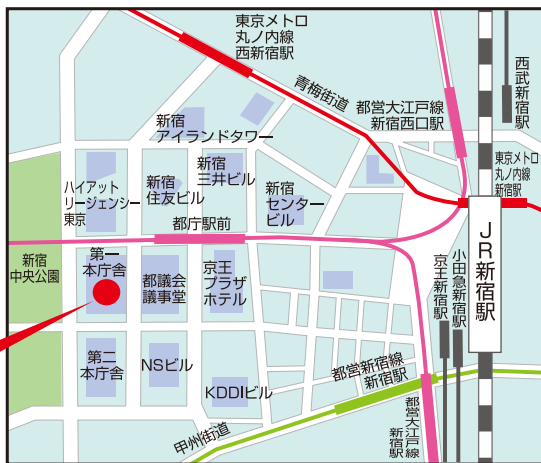 東京メトロ
丸ノ内線
西新宿駅
青梅街道
都営大江戸線
新宿西口駅
西武新宿駅
新宿
アイランドタワー
東京メトロ
丸ノ内線
新宿駅
ハイアット
リージェンシー
東京
新宿
住友ビル
新宿
三井ビル
新宿
センター
ビル
都庁駅前
JR新宿駅
新宿
中央公園
第一
本庁舎
都議会
議事堂
京王
プラザ
ホテル
小田急新宿駅
京王新宿駅
第二
本庁舎
NSビル
KDDIビル
都営新宿線
新宿駅
甲州街道
都営大江戸線
新宿駅